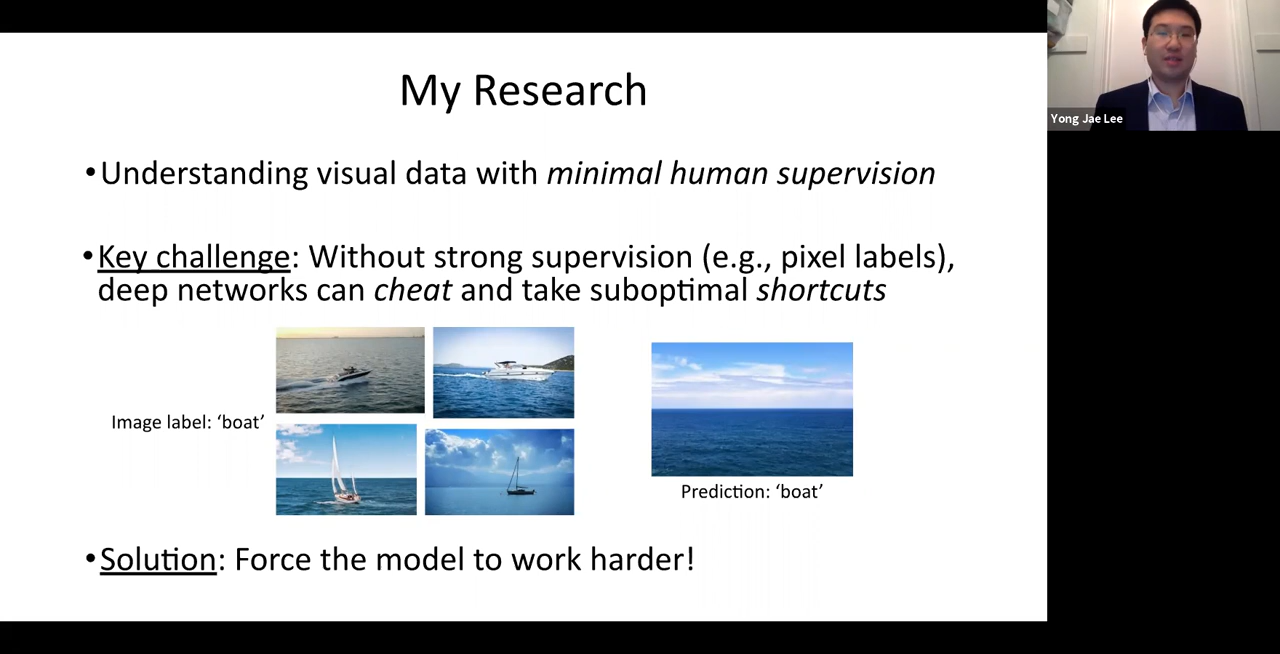 My Research
•Understanding visual data with minimal human supervision
•Key challenge: Without strong supervision (e.g., pixel labels),
deep networks can cheat and take suboptimal shortcuts
Image label: ‘boat’
Prediction: ‘boat’
•Solution: Force the model to work harder!
Yong Jae Lee